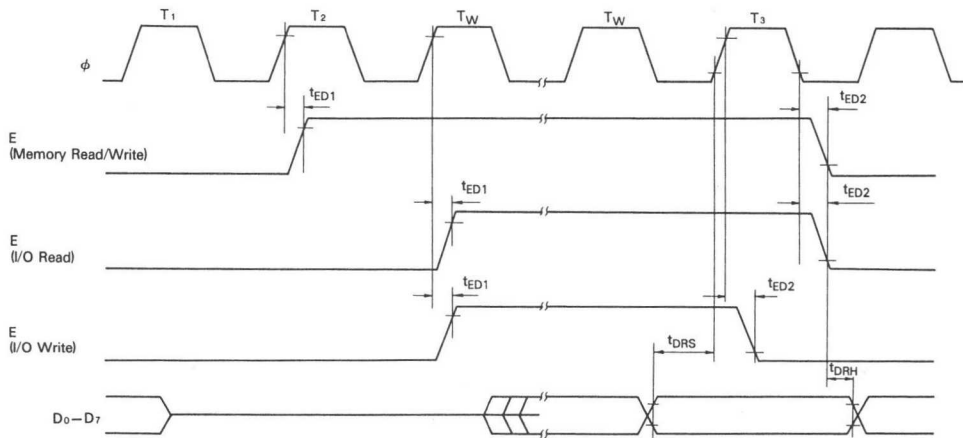 T1 T2 TW TW T3
φ
tED1 tED2
E
(Memory Read/Write)
tED1 tED2
E
(I/O Read)
tED1 tED2
E
(I/O Write)
tDRS
tDRH
D0—D7